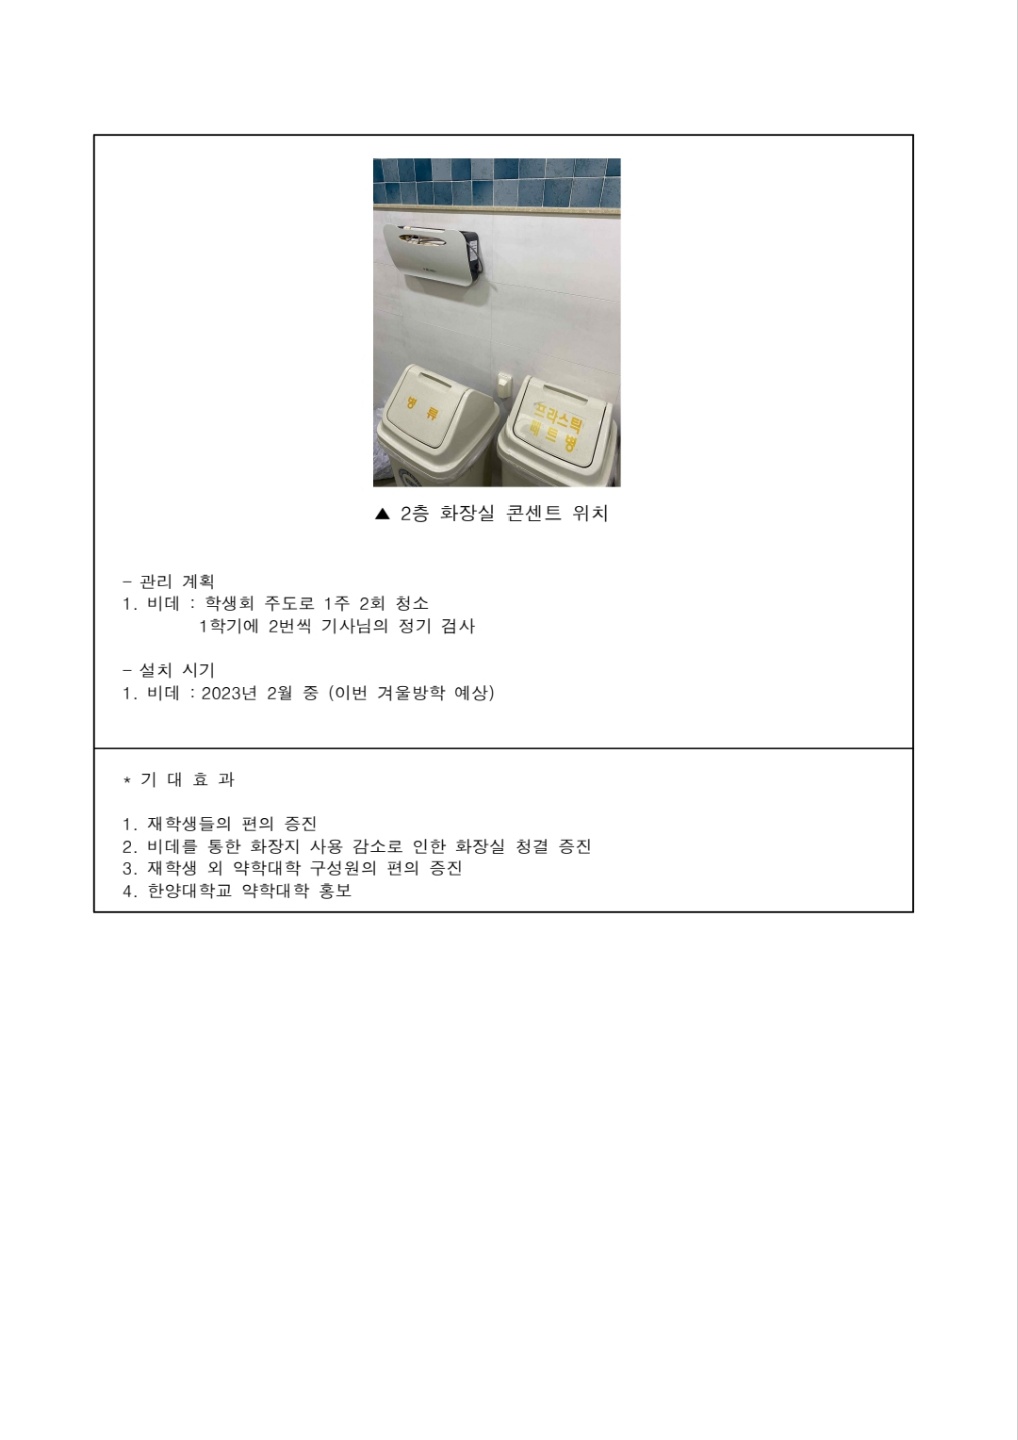 병 류
프라스틱
페트병
▲ 2층 화장실 콘센트 위치
- 관리 계획
1. 비데 : 학생회 주도로 1주 2회 청소
1학기에 2번씩 기사님의 정기 검사
- 설치 시기
1. 비데 : 2023년 2월 중 (이번 겨울방학 예상)
* 기 대 효 과
1. 재학생들의 편의 증진
2. 비데를 통한 화장지 사용 감소로 인한 화장실 청결 증진
3. 재학생 외 약학대학 구성원의 편의 증진
4. 한양대학교 약학대학 홍보